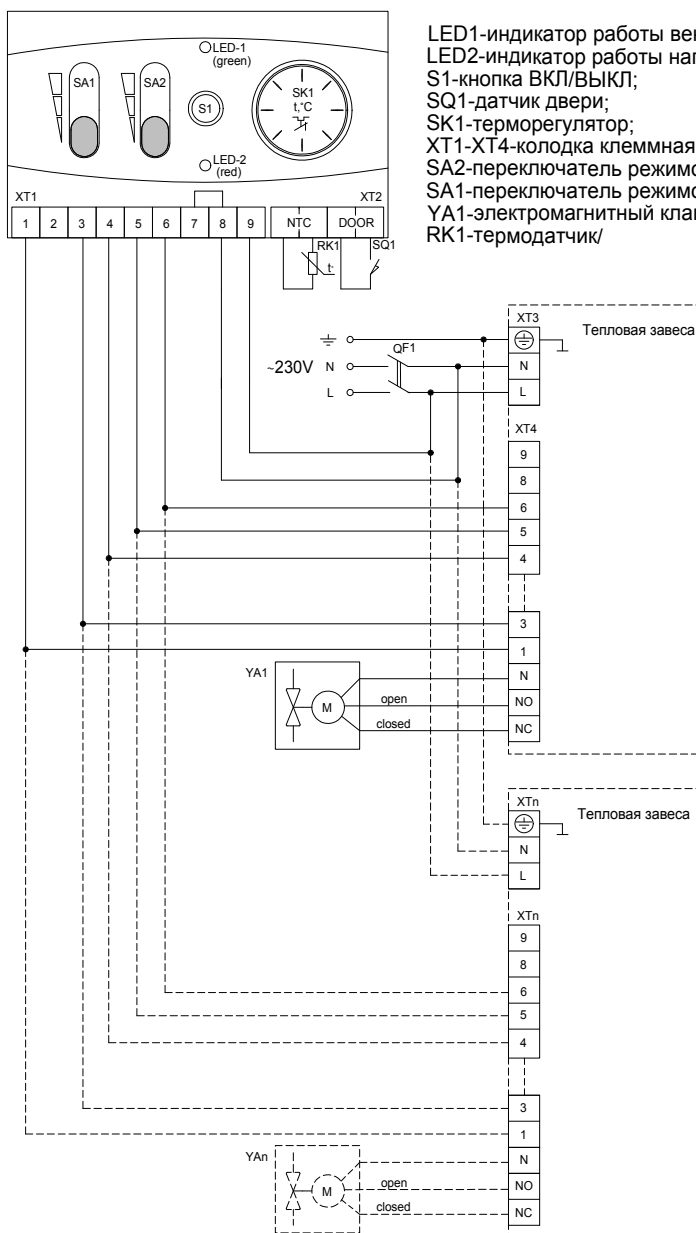 LED-1
(green)
SA1
SA2
S1
SK1
t,°C
LED-2
(red)
XT1
XT2
1 2 3 4 5 6 7 8 9 NTC DOOR
RK1
t°
SQ1
LED1-индикатор работы вен
LED2-индикатор работы наг
S1-кнопка ВКЛ/ВЫКЛ;
SQ1-датчик двери;
SK1-терморегулятор;
XT1-XT4-колодка клеммная
SA2-переключатель режимо
SA1-переключатель режимо
YA1-электромагнитный клап
RK1-термодатчик/
XT3
Тепловая завеса
QF1
~230V N
L
N
L
XT4
9
8
6
5
4
3
1
N
NO
NC
YA1
M
open
closed
XTn
Тепловая завеса
N
L
XTn
9
8
6
5
4
3
1
N
NO
NC
YAn
M
open
closed